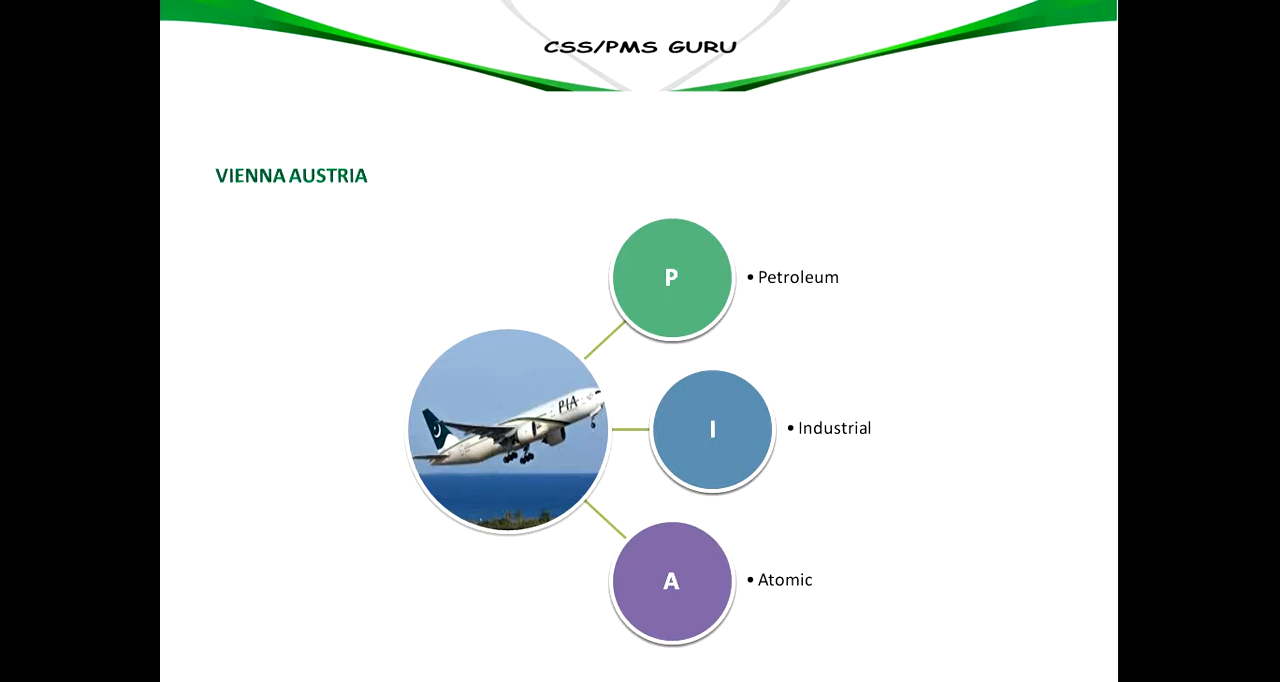 CSS/PMS GURU
VIENNA AUSTRIA
P
• Petroleum
PIA
I
• Industrial
A
• Atomic